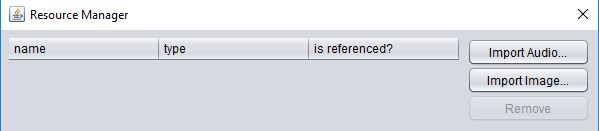 Resource Manager
name type is referenced?
Import Audio...
Import Image...
Remove